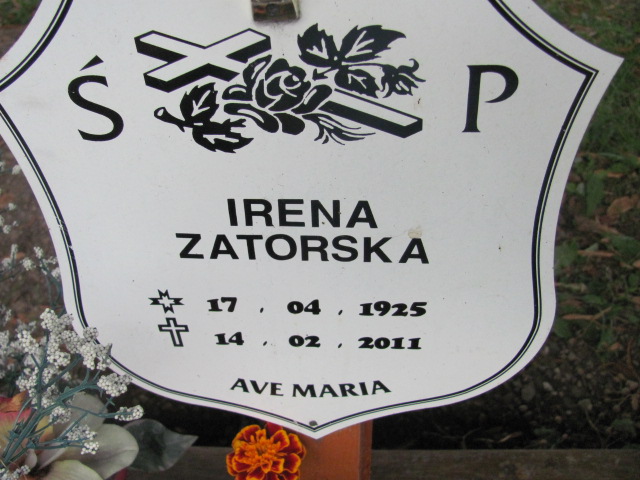 Ś P
IRENA
ZATORSKA
17 . 04 . 1925
14 . 02 . 2011
AVE MARIA